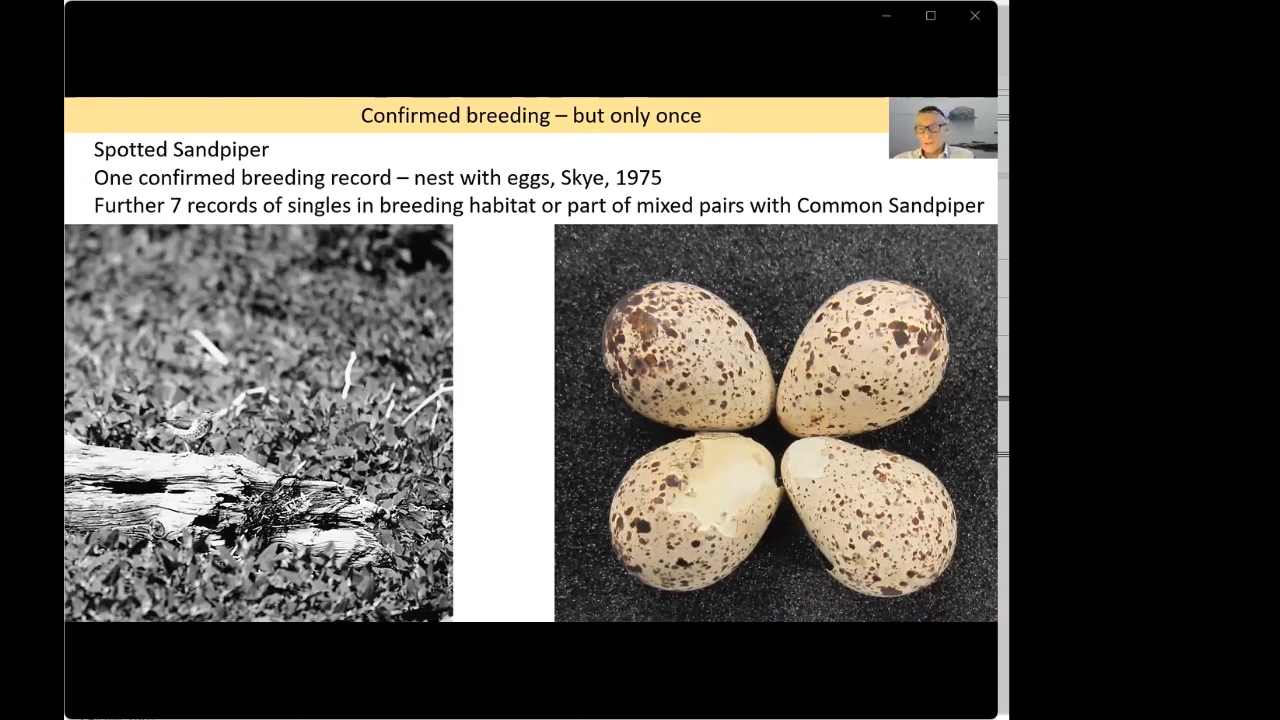 Confirmed breeding – but only once
Spotted Sandpiper
One confirmed breeding record – nest with eggs, Skye, 1975
Further 7 records of singles in breeding habitat or part of mixed pairs with Common Sandpiper